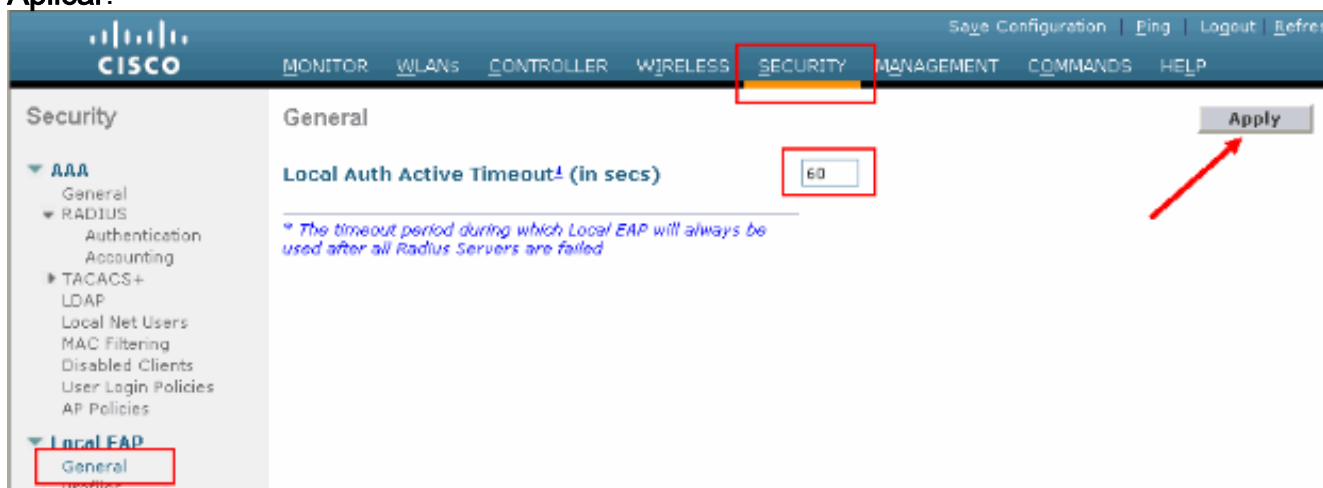 Aplicar.
Save Configuration | Ping | Logout | Refres
CISCO
MONITOR WLANs CONTROLLER WIRELESS SECURITY MANAGEMENT COMMANDS HELP
Security
AAA
General
RADIUS
Authentication
Accounting
TACACS+
LDAP
Local Net Users
MAC Filtering
Disabled Clients
User Login Policies
AP Policies
Local EAP
General
Profiles
General
Apply
Local Auth Active Timeout¹ (in secs) 60
* The timeout period during which Local EAP will always be
used after all Radius Servers are failed